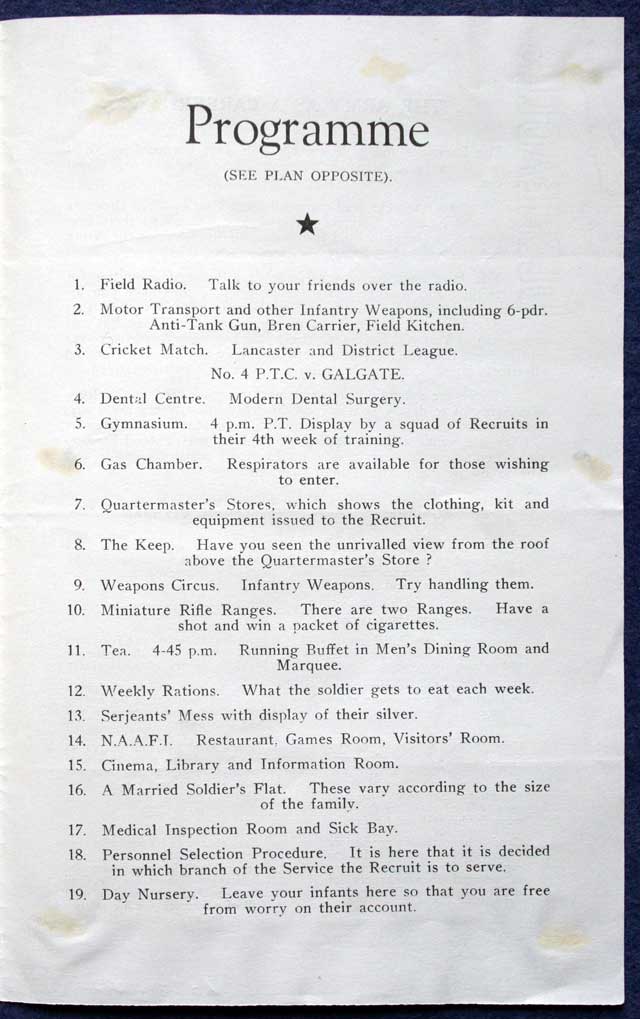 Programme
(SEE PLAN OPPOSITE).
★
1. Field Radio. Talk to your friends over the radio.
2. Motor Transport and other Infantry Weapons, including 6-pdr.
Anti-Tank Gun, Bren Carrier, Field Kitchen.
3. Cricket Match. Lancaster and District League.
No. 4 P.T.C. v. GALGATE.
4. Dental Centre. Modern Dental Surgery.
5. Gymnasium. 4 p.m. P.T. Display by a squad of Recruits in
their 4th week of training.
6. Gas Chamber. Respirators are available for those wishing
to enter.
7. Quartermaster's Stores, which shows the clothing, kit and
equipment issued to the Recruit.
8. The Keep. Have you seen the unrivalled view from the roof
above the Quartermaster's Store ?
9. Weapons Circus. Infantry Weapons. Try handling them.
10. Miniature Rifle Ranges. There are two Ranges. Have a
shot and win a packet of cigarettes.
11. Tea. 4-45 p.m. Running Buffet in Men's Dining Room and
Marquee.
12. Weekly Rations. What the soldier gets to eat each week.
13. Serjeants' Mess with display of their silver.
14. N.A.A.F.I. Restaurant, Games Room, Visitors' Room.
15. Cinema, Library and Information Room.
16. A Married Soldier's Flat. These vary according to the size
of the family.
17. Medical Inspection Room and Sick Bay.
18. Personnel Selection Procedure. It is here that it is decided
in which branch of the Service the Recruit is to serve.
19. Day Nursery. Leave your infants here so that you are free
from worry on their account.